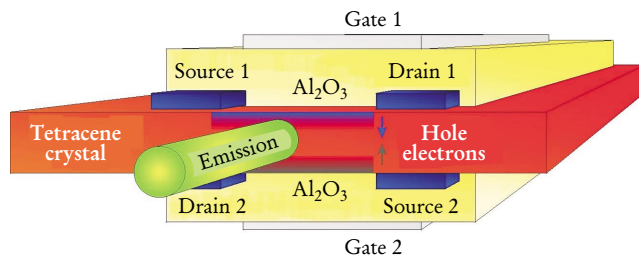 Gate 1
Source 1
Drain 1
Al₂O₃
Tetracene
crystal
Emission
Hole
electrons
Al₂O₃
Drain 2
Source 2
Gate 2